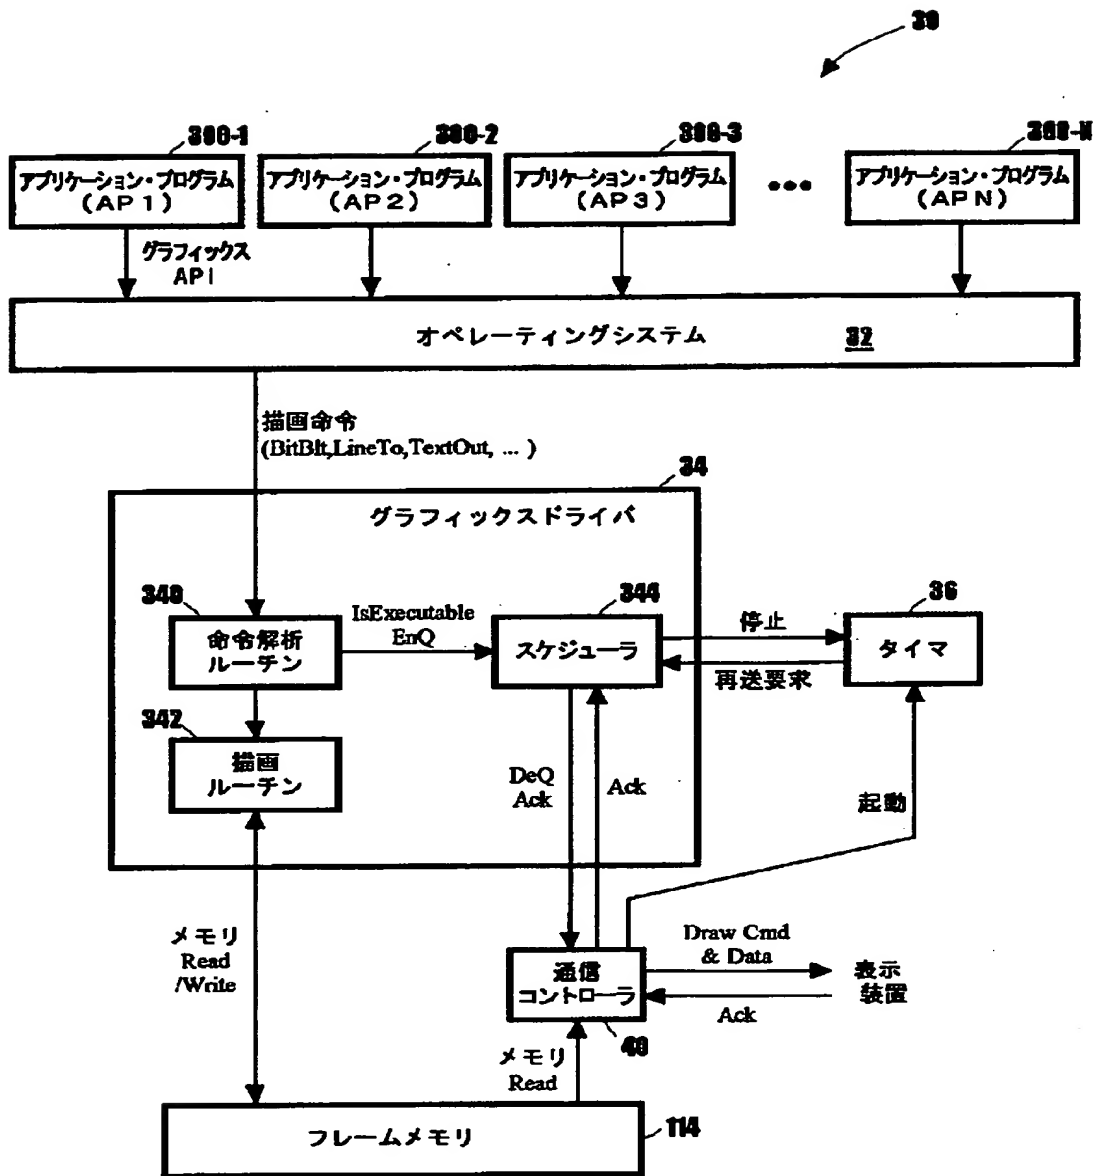 30
300-1
300-2
300-3
300-N
アプリケーション・プログラム
(AP1)
アプリケーション・プログラム
(AP2)
アプリケーション・プログラム
(AP3)
•••
アプリケーション・プログラム
(APN)
グラフィックス
API
オペレーティングシステム
32
描画命令
(BitBlt,LineTo,TextOut, ... )
34
グラフィックスドライバ
340
命令解析
ルーチン
IsExecutable
EnQ
344
スケジューラ
停止
再送要求
36
タイマ
342
描画
ルーチン
DeQ
Ack
Ack
起動
メモリ
Read
/Write
通信
コントローラ
40
Draw Cmd
& Data
Ack
表示
装置
メモリ
Read
フレームメモリ
114